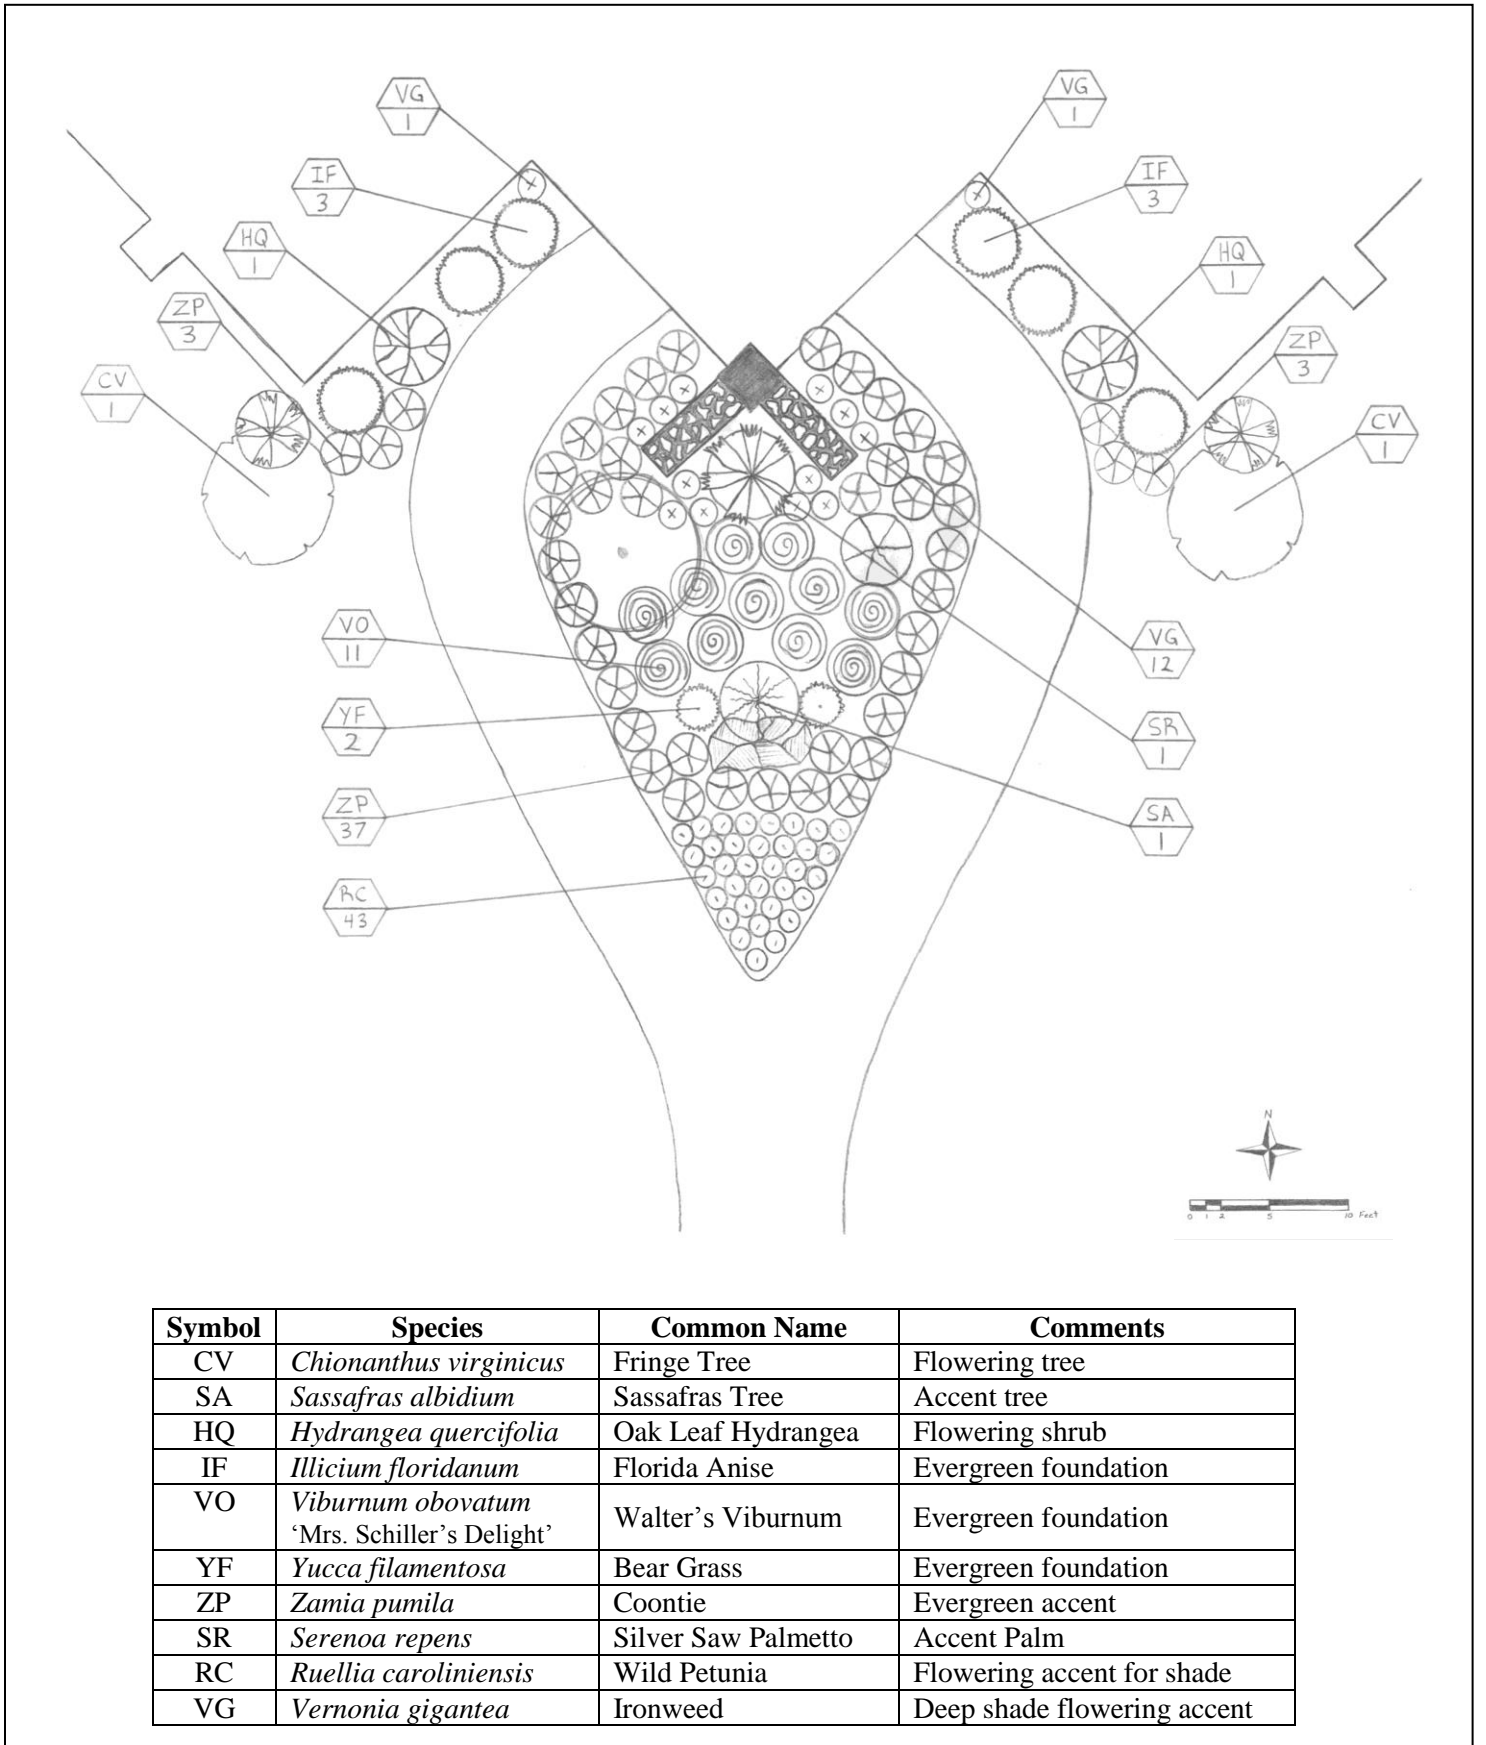 VG
1
VG
1
IF
3
IF
3
HQ
1
HQ
1
ZP
3
ZP
3
CV
1
CV
1
VO
11
VG
12
YF
2
SR
1
ZP
37
SA
1
RC
43
N
0 1 2 5 10 Feet
Symbol Species Common Name Comments
CV Chionanthus virginicus Fringe Tree Flowering tree
SA Sassafras albidium Sassafras Tree Accent tree
HQ Hydrangea quercifolia Oak Leaf Hydrangea Flowering shrub
IF Illicium floridanum Florida Anise Evergreen foundation
VO Viburnum obovatum
‘Mrs. Schiller’s Delight’ Walter’s Viburnum Evergreen foundation
YF Yucca filamentosa Bear Grass Evergreen foundation
ZP Zamia pumila Coontie Evergreen accent
SR Serenoa repens Silver Saw Palmetto Accent Palm
RC Ruellia caroliniensis Wild Petunia Flowering accent for shade
VG Vernonia gigantea Ironweed Deep shade flowering accent